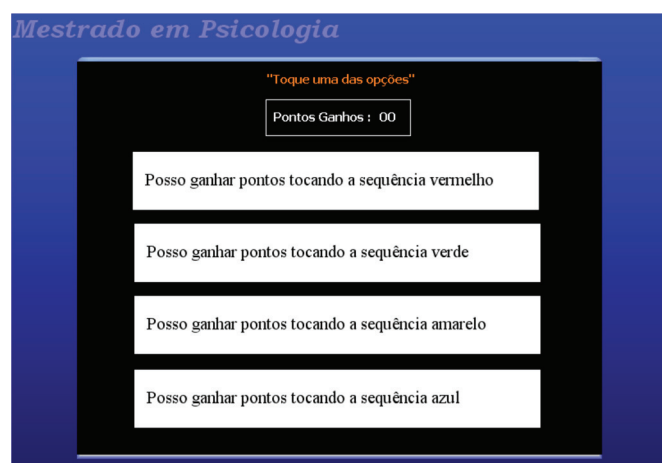 Mestrado em Psicologia
"Toque uma das opções"
Pontos Ganhos : 00
Posso ganhar pontos tocando a sequência vermelho
Posso ganhar pontos tocando a sequência verde
Posso ganhar pontos tocando a sequência amarelo
Posso ganhar pontos tocando a sequência azul